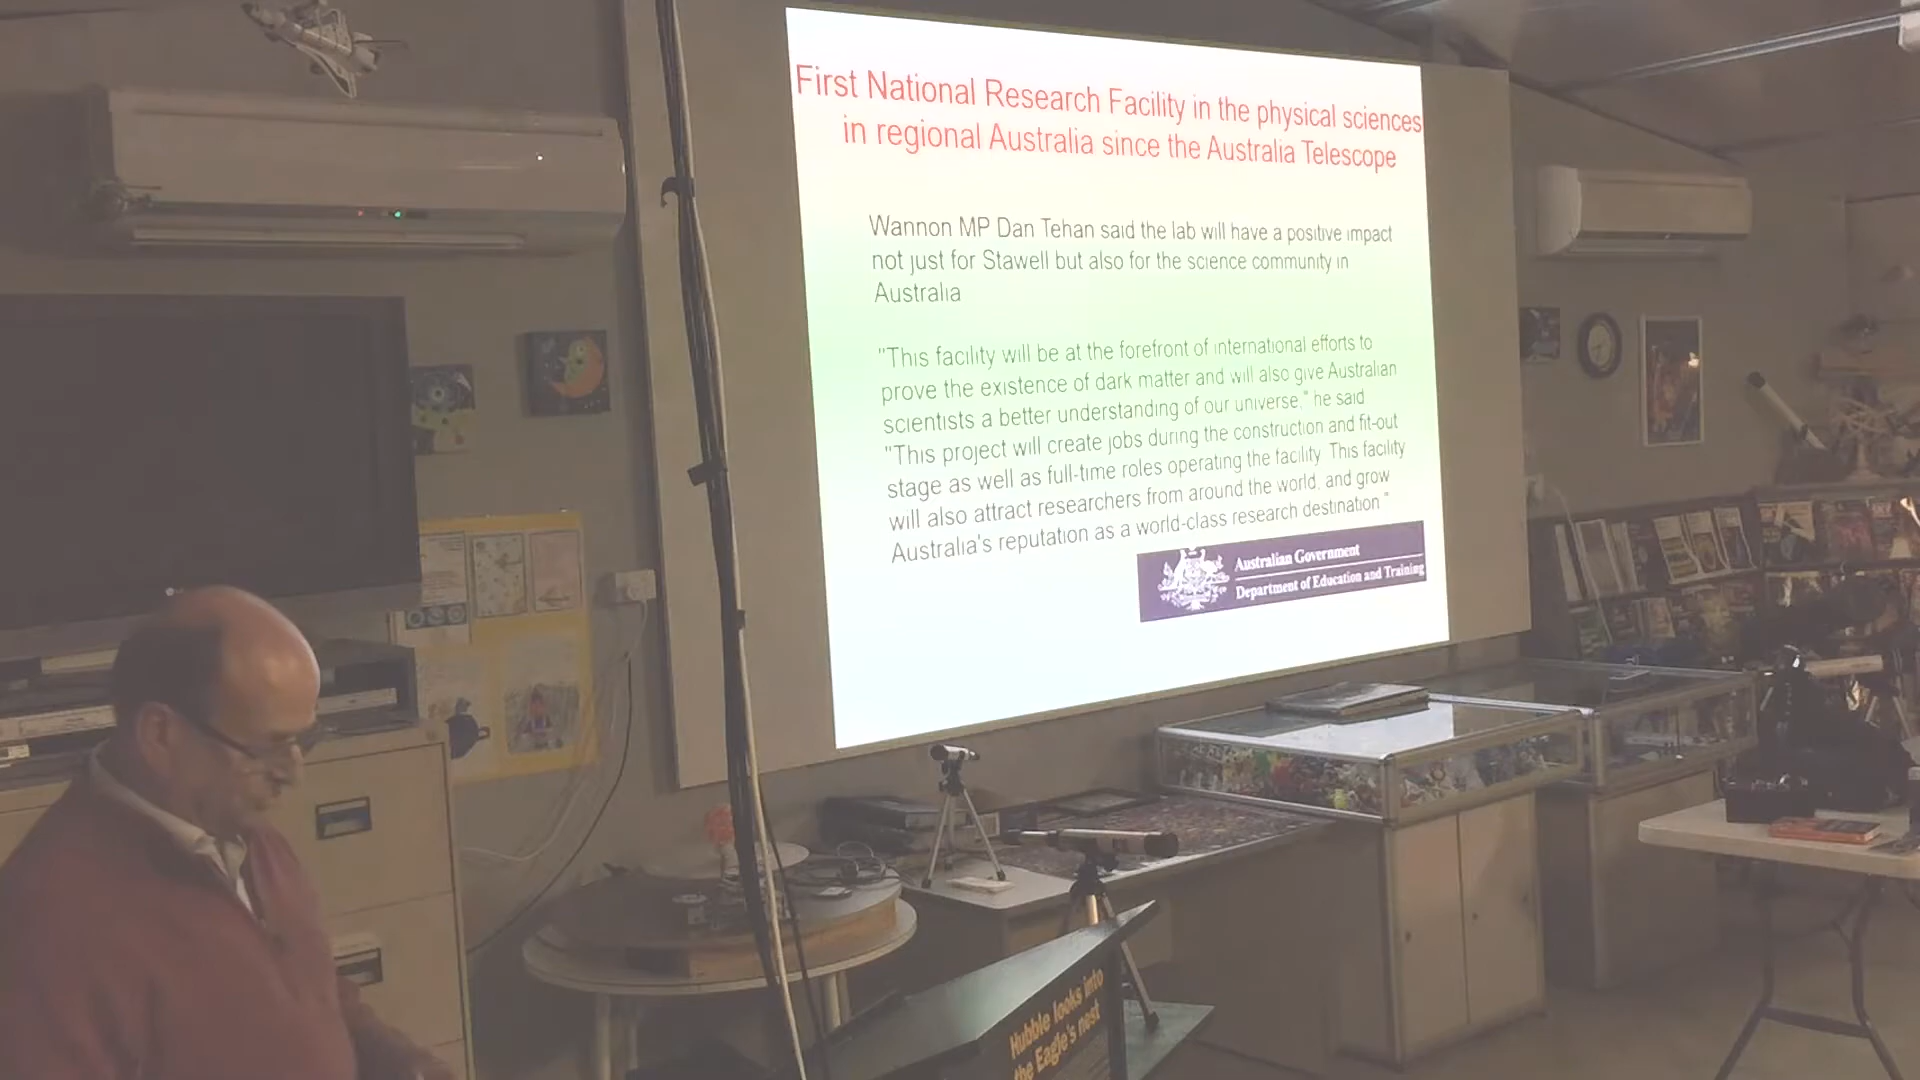 First National Research Facility in the physical sciences
in regional Australia since the Australia Telescope
Wannon MP Dan Tehan said the lab will have a positive impact
not just for Stawell but also for the science community in
Australia
"This facility will be at the forefront of international efforts to
prove the existence of dark matter and will also give Australian
scientists a better understanding of our universe," he said
"This project will create jobs during the construction and fit-out
stage as well as full-time roles operating the facility. This facility
will also attract researchers from around the world, and grow
Australia's reputation as a world-class research destination."
Australian Government
Department of Education and Training
Hubble looks into
the Eagle's nest